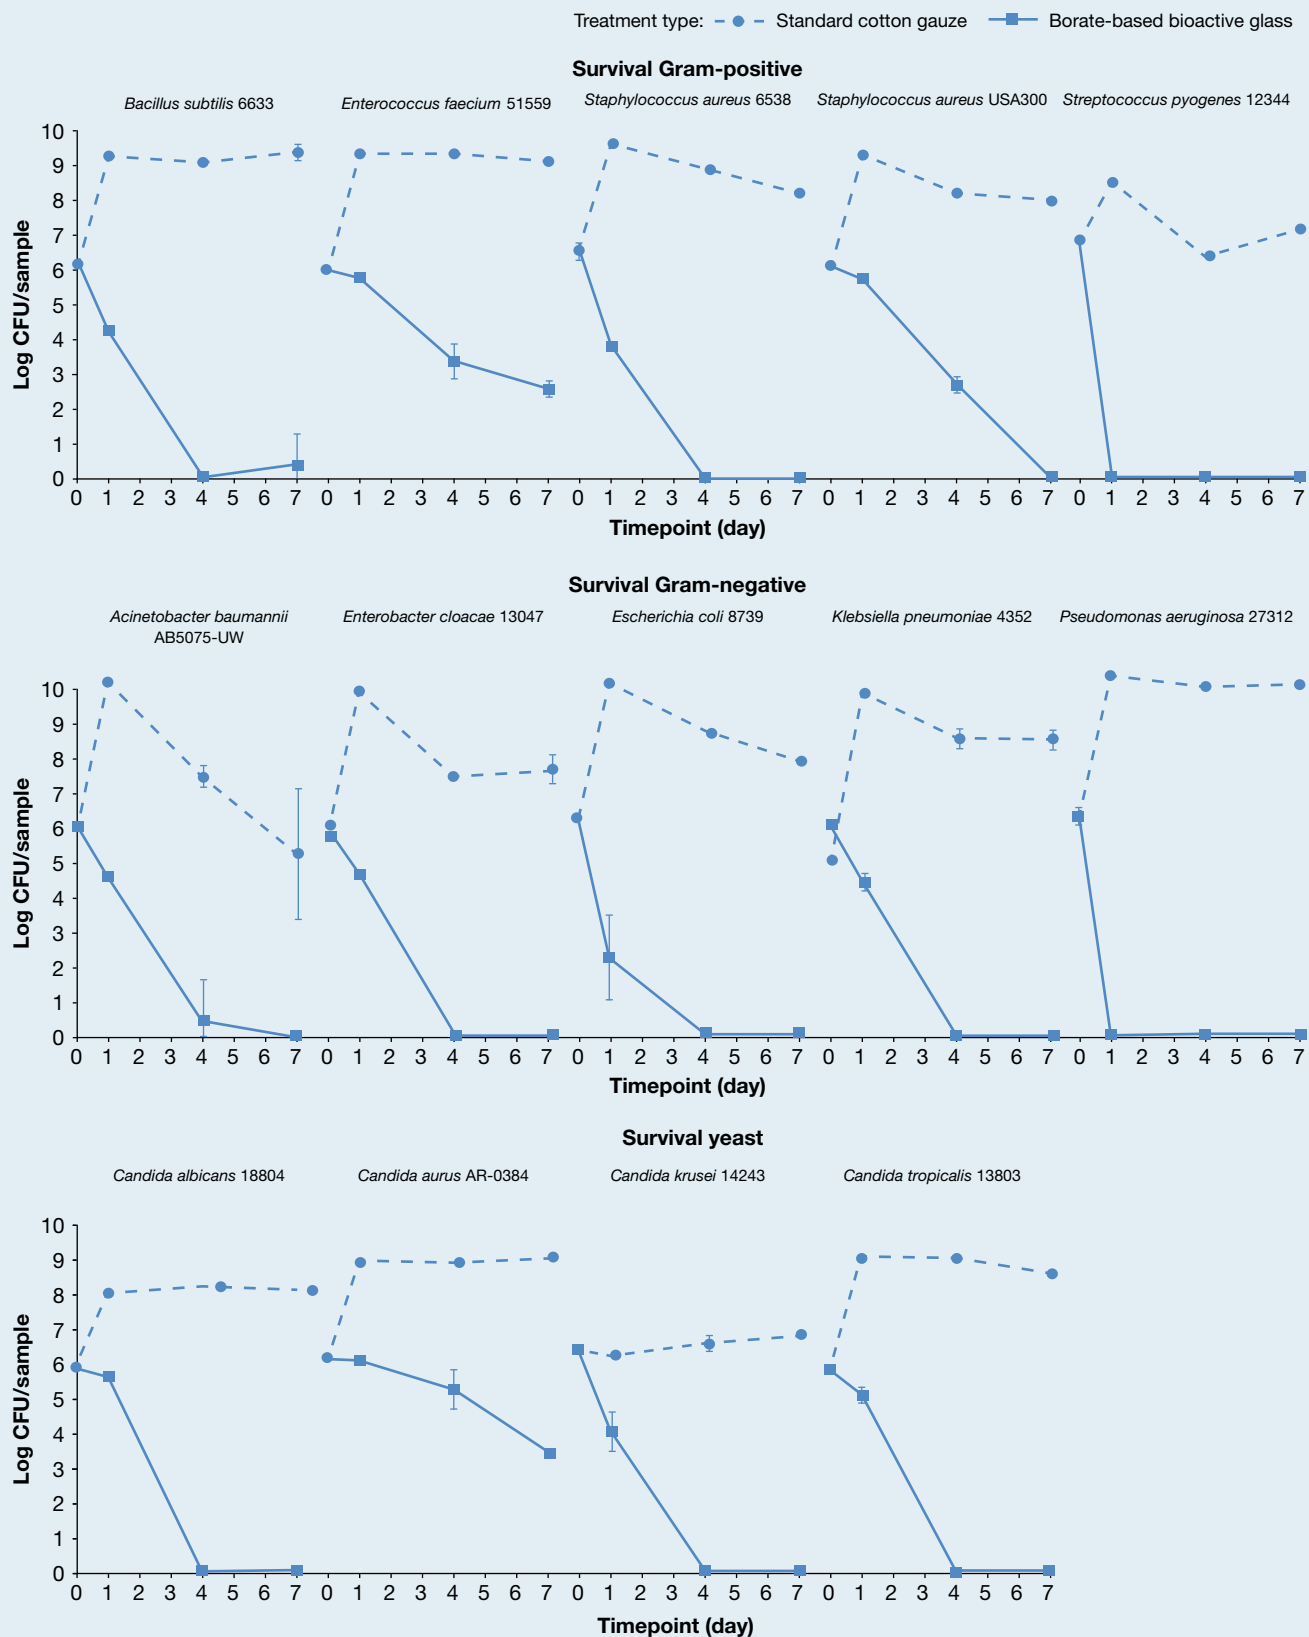 Treatment type: Standard cotton gauze Borate-based bioactive glass
Survival Gram-positive
Bacillus subtilis 6633 Enterococcus faecium 51559 Staphylococcus aureus 6538 Staphylococcus aureus USA300 Streptococcus pyogenes 12344
Log CFU/sample
10
9
8
7
6
5
4
3
2
1
0
0 1 2 3 4 5 6 7 0 1 2 3 4 5 6 7 0 1 2 3 4 5 6 7 0 1 2 3 4 5 6 7 0 1 2 3 4 5 6 7
Timepoint (day)
Survival Gram-negative
Acinetobacter baumannii
AB5075-UW
Enterobacter cloacae 13047 Escherichia coli 8739 Klebsiella pneumoniae 4352 Pseudomonas aeruginosa 27312
Log CFU/sample
10
9
8
7
6
5
4
3
2
1
0
0 1 2 3 4 5 6 7 0 1 2 3 4 5 6 7 0 1 2 3 4 5 6 7 0 1 2 3 4 5 6 7 0 1 2 3 4 5 6 7
Timepoint (day)
Survival yeast
Candida albicans 18804 Candida aurus AR-0384 Candida krusei 14243 Candida tropicalis 13803
Log CFU/sample
10
9
8
7
6
5
4
3
2
1
0
0 1 2 3 4 5 6 7 0 1 2 3 4 5 6 7 0 1 2 3 4 5 6 7 0 1 2 3 4 5 6 7
Timepoint (day)